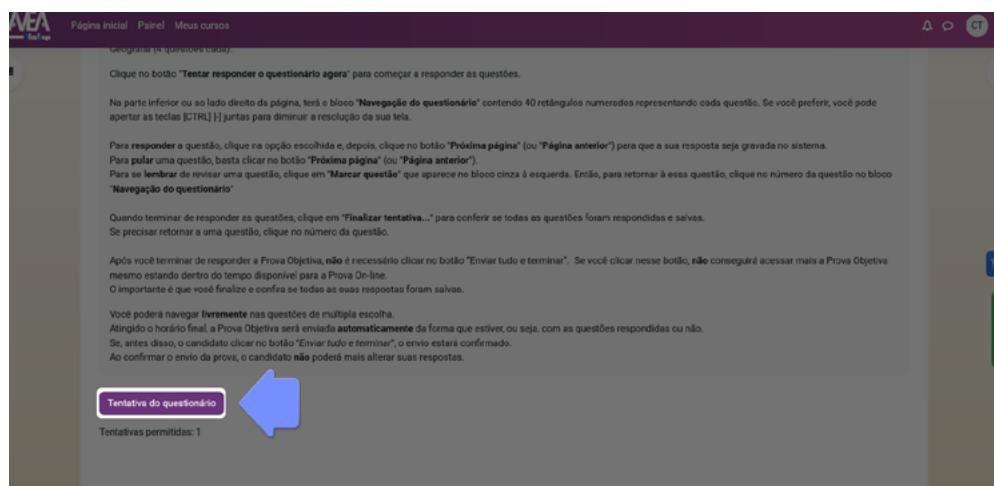 AVEA
Página inicial Painel Meus cursos
CT
Geografia (4 questões cada).
Clique no botão "Tentar responder o questionário agora" para começar a responder as questões.
Na parte inferior ou ao lado direito da página, terá o bloco "Navegação do questionário" contendo 40 retângulos numerados representando cada questão. Se você preferir, você pode
apertar as teclas [CTRL] [-] juntas para diminuir a resolução da sua tela.
Para responder a questão, clique na opção escolhida e, depois, clique no botão "Próxima página" (ou "Página anterior") para que a sua resposta seja gravada no sistema.
Para pular uma questão, basta clicar no botão "Próxima página" (ou "Página anterior").
Para se lembrar de revisar uma questão, clique em "Marcar questão" que aparece no bloco cinza à esquerda. Então, para retornar à essa questão, clique no número da questão no bloco
"Navegação do questionário"
Quando terminar de responder as questões, clique em "Finalizar tentativa..." para conferir se todas as questões foram respondidas e salvas.
Se precisar retornar a uma questão, clique no número da questão.
Após você terminar de responder a Prova Objetiva, não é necessário clicar no botão "Enviar tudo e terminar". Se você clicar nesse botão, não conseguirá acessar mais a Prova Objetiva
mesmo estando dentro do tempo disponível para a Prova On-line.
O importante é que você finalize e confira se todas as suas respostas foram salvas.
Você poderá navegar livremente nas questões de múltipla escolha.
Atingido o horário final, a Prova Objetiva será enviada automaticamente da forma que estiver, ou seja, com as questões respondidas ou não.
Se, antes disso, o candidato clicar no botão "Enviar tudo e terminar", o envio estará confirmado.
Ao confirmar o envio da prova, o candidato não poderá mais alterar suas respostas.
Tentativa do questionário
Tentativas permitidas: 1